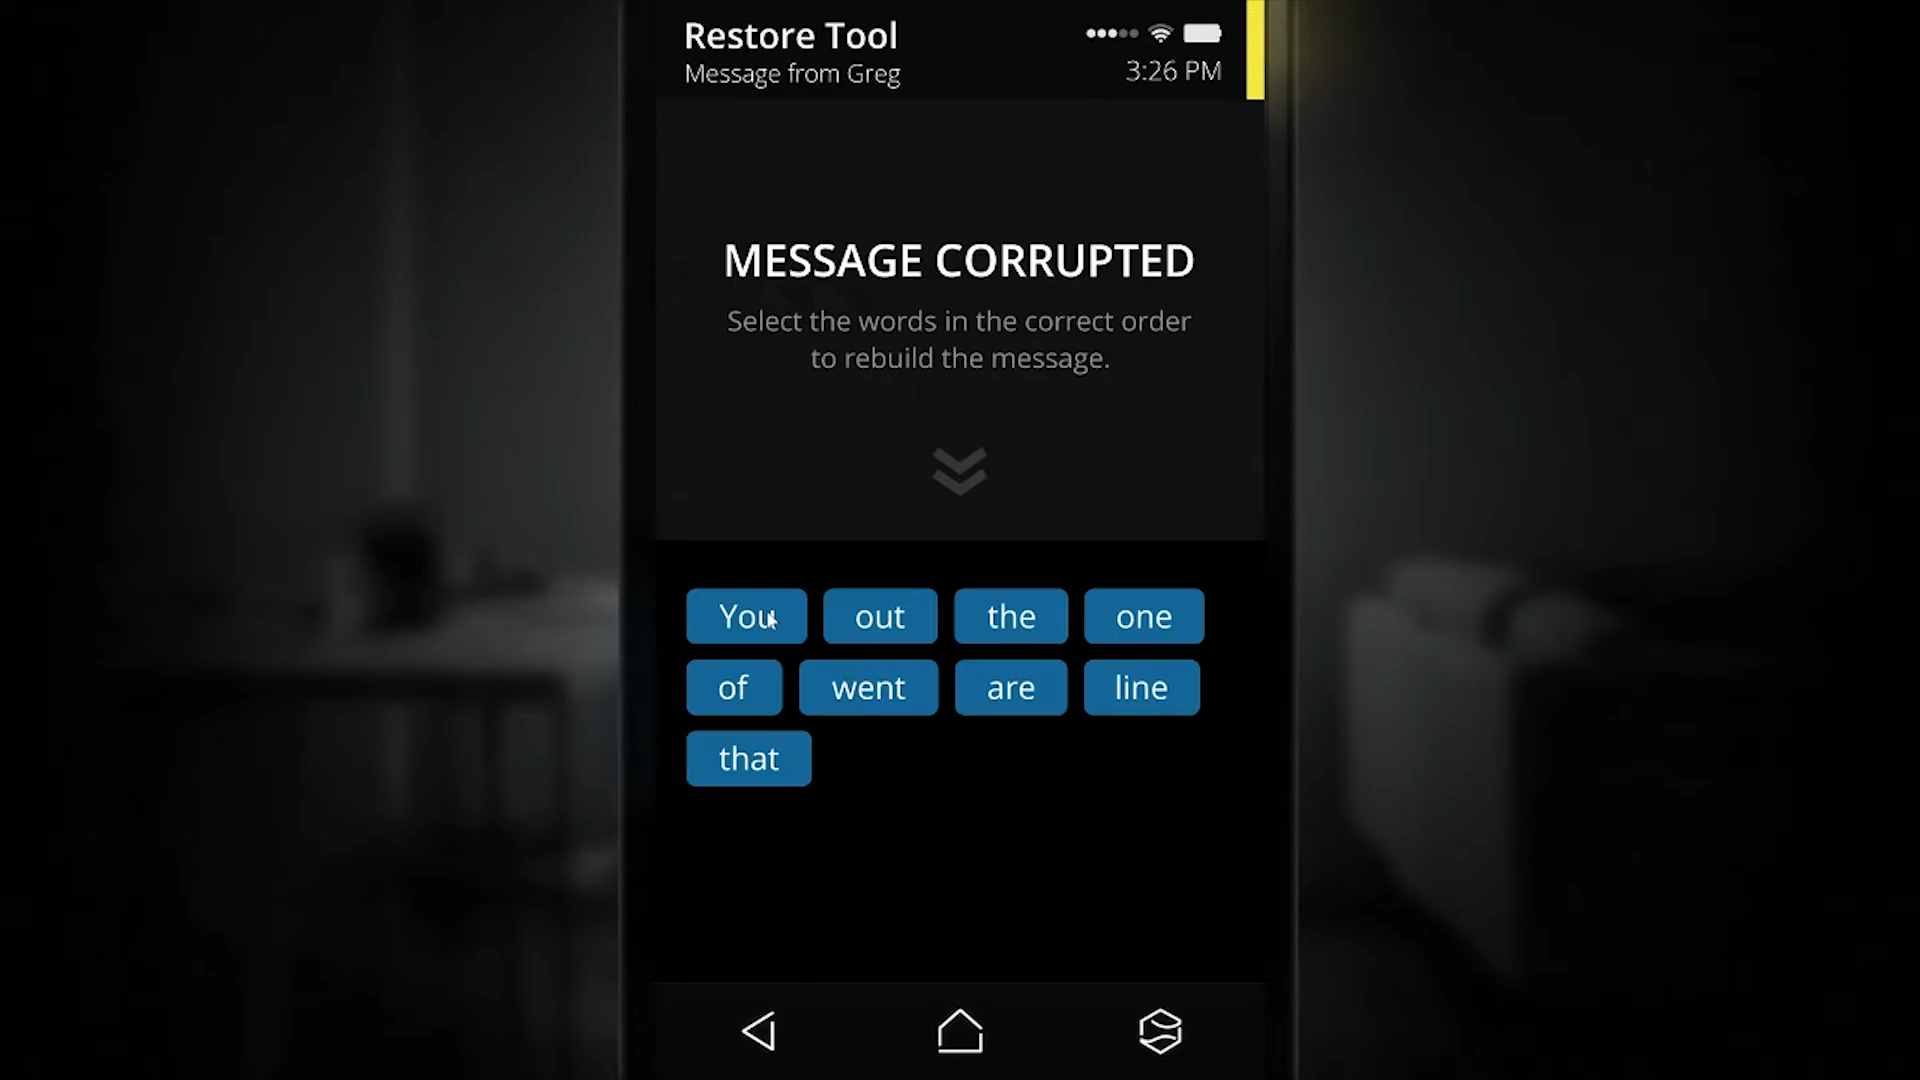 Restore Tool
Message from Greg
3:26 PM
MESSAGE CORRUPTED
Select the words in the correct order
to rebuild the message.
You out the one
of went are line
that